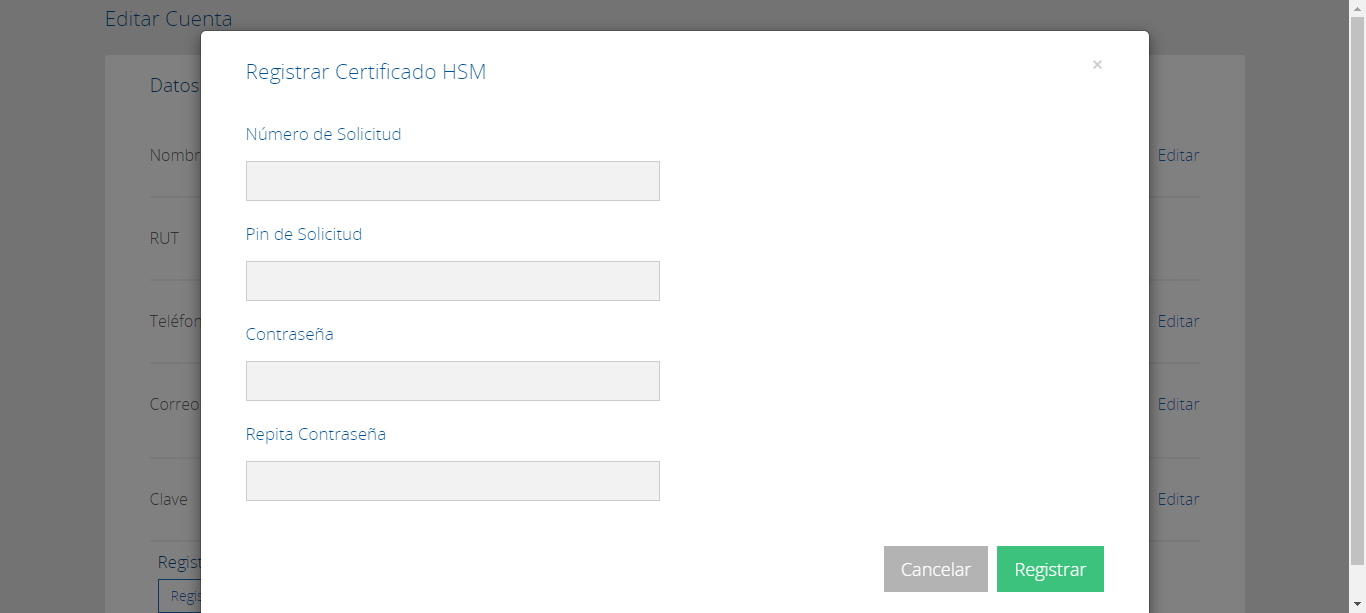 Editar Cuenta
Registrar Certificado HSM
×
Datos
Número de Solicitud
Nombr
Editar
Pin de Solicitud
RUT
Contraseña
Teléfon
Editar
Correo
Editar
Repita Contraseña
Clave
Editar
Regist
Cancelar
Registrar
Regis